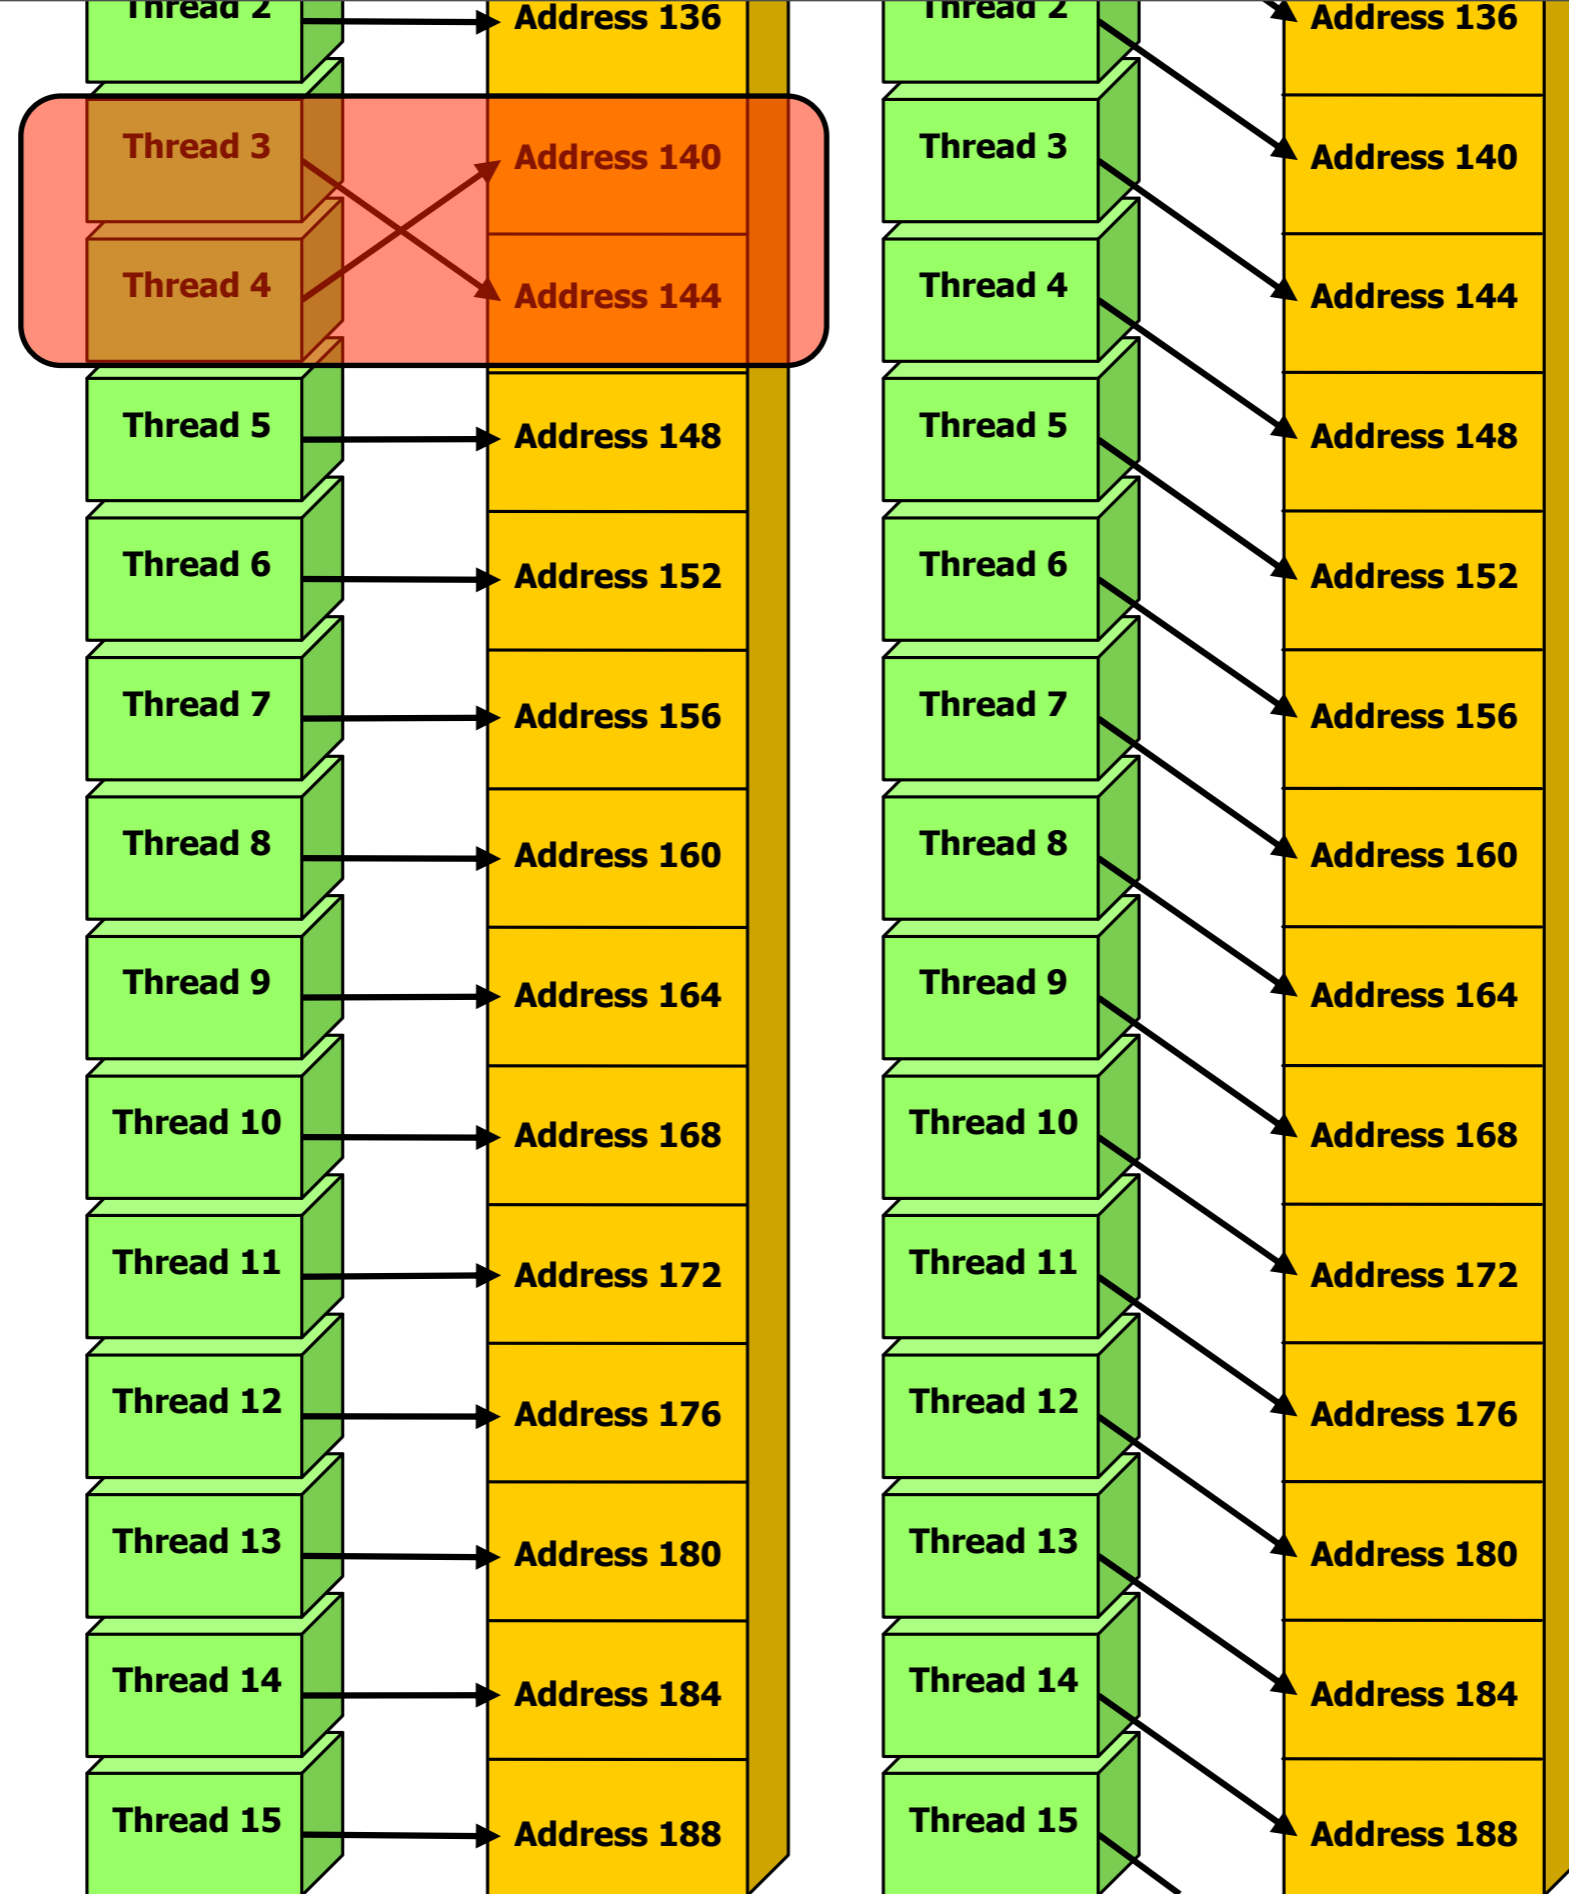 Thread 2
Address 136
Thread 3
Address 140
Thread 4
Address 144
Thread 5
Address 148
Thread 6
Address 152
Thread 7
Address 156
Thread 8
Address 160
Thread 9
Address 164
Thread 10
Address 168
Thread 11
Address 172
Thread 12
Address 176
Thread 13
Address 180
Thread 14
Address 184
Thread 15
Address 188
Thread 2
Address 136
Thread 3
Address 140
Thread 4
Address 144
Thread 5
Address 148
Thread 6
Address 152
Thread 7
Address 156
Thread 8
Address 160
Thread 9
Address 164
Thread 10
Address 168
Thread 11
Address 172
Thread 12
Address 176
Thread 13
Address 180
Thread 14
Address 184
Thread 15
Address 188